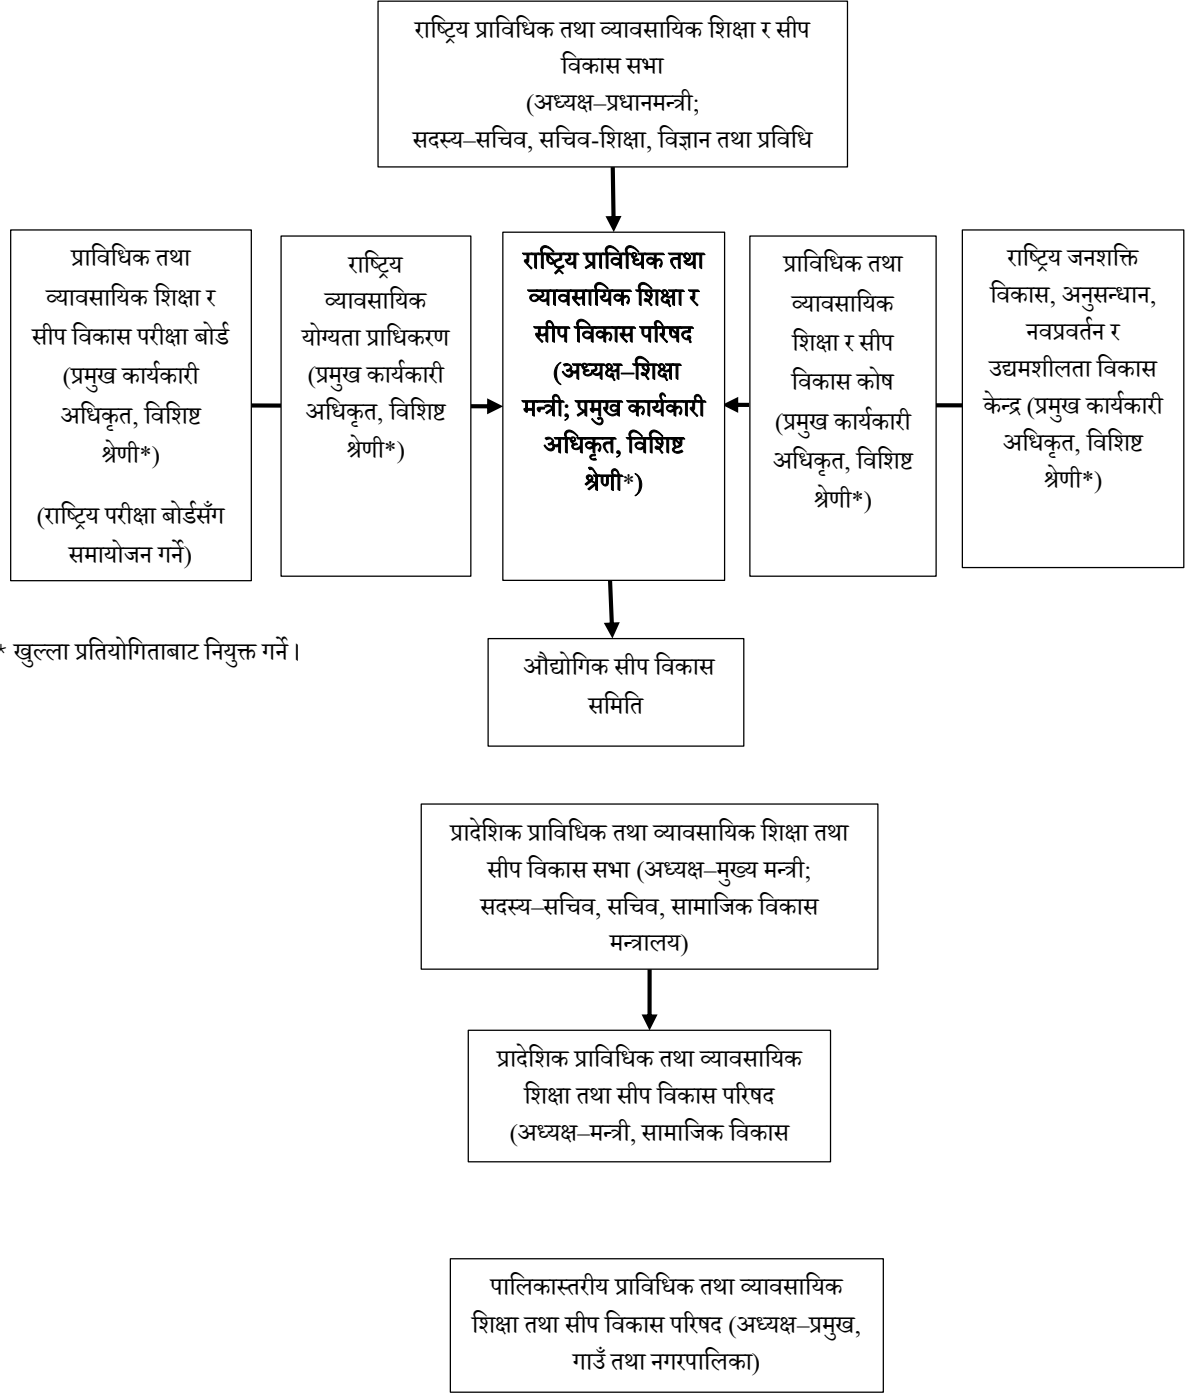 राष्ट्रिय प्राविधिक तथा व्यावसायिक शिक्षा र सीप
विकास सभा
(अध्यक्ष–प्रधानमन्त्री;
सदस्य–सचिव, सचिव-शिक्षा, विज्ञान तथा प्रविधि
प्राविधिक तथा
व्यावसायिक शिक्षा र
सीप विकास परीक्षा बोर्ड
(प्रमुख कार्यकारी
अधिकृत, विशिष्ट
श्रेणी*)
(राष्ट्रिय परीक्षा बोर्डसँग
समायोजन गर्ने)
राष्ट्रिय
व्यावसायिक
योग्यता प्राधिकरण
(प्रमुख कार्यकारी
अधिकृत, विशिष्ट
श्रेणी*)
राष्ट्रिय प्राविधिक तथा
व्यावसायिक शिक्षा र
सीप विकास परिषद
(अध्यक्ष–शिक्षा
मन्त्री; प्रमुख कार्यकारी
अधिकृत, विशिष्ट
श्रेणी*)
प्राविधिक तथा
व्यावसायिक
शिक्षा र सीप
विकास कोष
(प्रमुख कार्यकारी
अधिकृत, विशिष्ट
श्रेणी*)
राष्ट्रिय जनशक्ति
विकास, अनुसन्धान,
नवप्रवर्तन र
उद्यमशीलता विकास
केन्द्र (प्रमुख कार्यकारी
अधिकृत, विशिष्ट
श्रेणी*)
* खुल्ला प्रतियोगिताबाट नियुक्त गर्ने।
औद्योगिक सीप विकास
समिति
प्रादेशिक प्राविधिक तथा व्यावसायिक शिक्षा तथा
सीप विकास सभा (अध्यक्ष–मुख्य मन्त्री;
सदस्य–सचिव, सचिव, सामाजिक विकास
मन्त्रालय)
प्रादेशिक प्राविधिक तथा व्यावसायिक
शिक्षा तथा सीप विकास परिषद
(अध्यक्ष–मन्त्री, सामाजिक विकास
पालिकास्तरीय प्राविधिक तथा व्यावसायिक
शिक्षा तथा सीप विकास परिषद (अध्यक्ष–प्रमुख,
गाउँ तथा नगरपालिका)